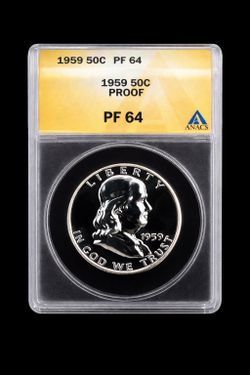 1959 50C PF 64
1959 50C
PROOF
PF 64
ANACS
LIBERTY
1959
IN GOD WE TRUST